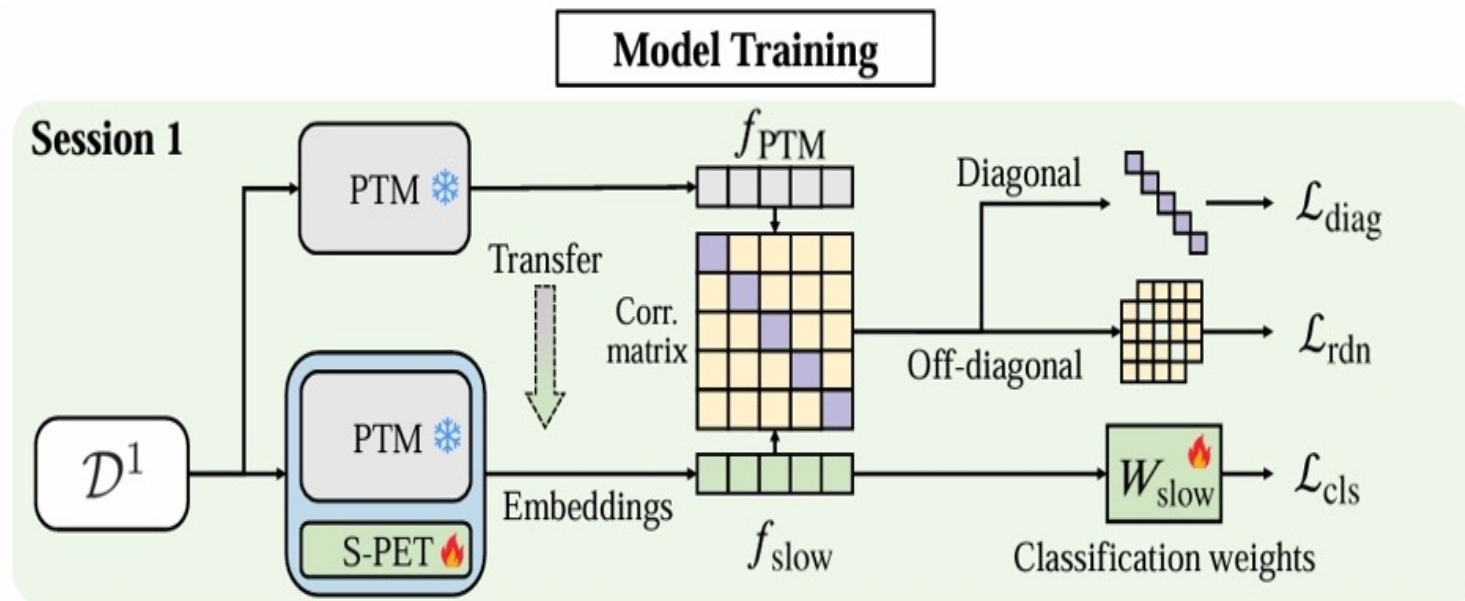 Model Training
Session 1
PTM
f_PTM
Diagonal
ℒ_diag
Transfer
Corr.
matrix
Off-diagonal
ℒ_rdn
𝒟¹
PTM
S-PET
Embeddings
f_slow
W_slow
ℒ_cls
Classification weights